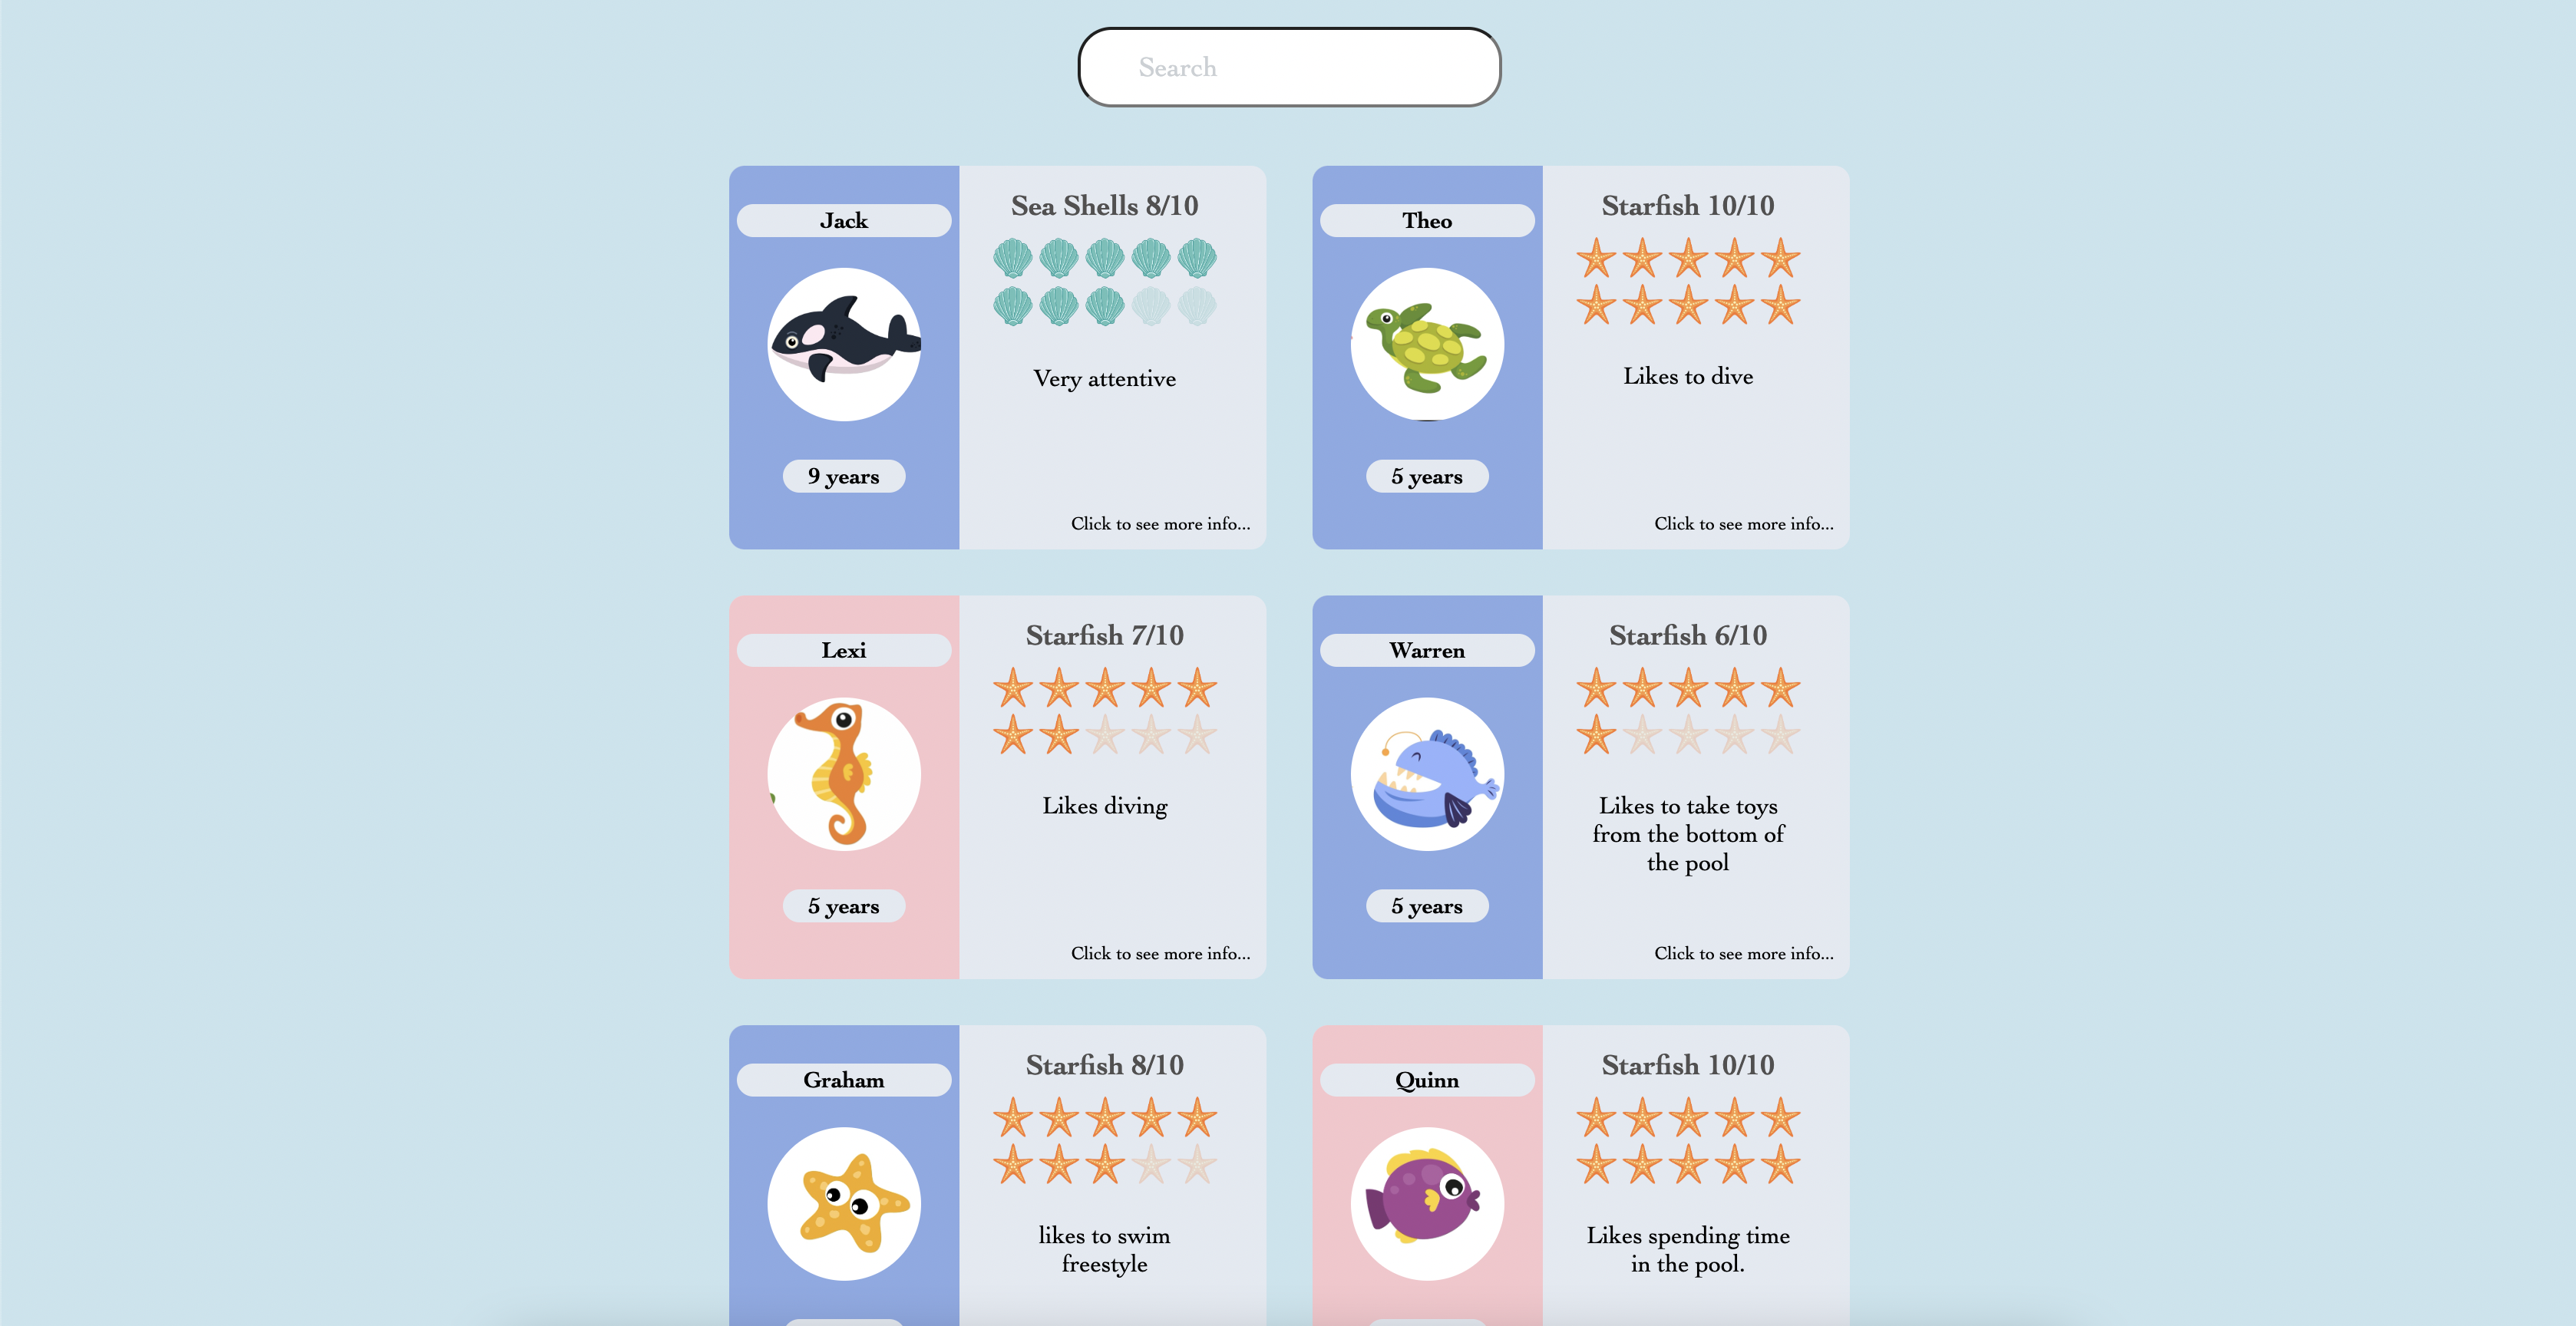 Search
Jack
Sea Shells 8/10
Very attentive
9 years
Click to see more info...
Theo
Starfish 10/10
Likes to dive
5 years
Click to see more info...
Lexi
Starfish 7/10
Likes diving
5 years
Click to see more info...
Warren
Starfish 6/10
Likes to take toys
from the bottom of
the pool
5 years
Click to see more info...
Graham
Starfish 8/10
likes to swim
freestyle
Quinn
Starfish 10/10
Likes spending time
in the pool.